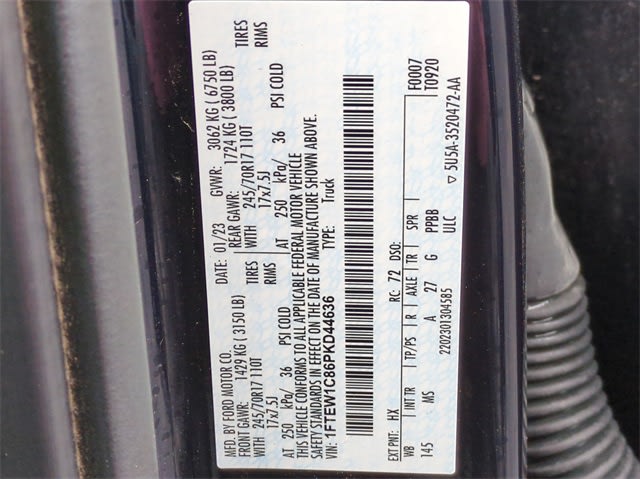 MFD. BY FORD MOTOR CO.
DATE: 01/23 GVWR: 3062 KG ( 6750 LB)
FRONT GAWR: 1429 KG ( 3150 LB) REAR GAWR: 1724 KG ( 3800 LB)
WITH 245/70R17 110T TIRES WITH 245/70R17 110T TIRES
17x7.5J RIMS 17x7.5J RIMS
AT 250 kPa/ 36 PSI COLD AT 250 kPa/ 36 PSI COLD
THIS VEHICLE CONFORMS TO ALL APPLICABLE FEDERAL MOTOR VEHICLE
SAFETY STANDARDS IN EFFECT ON THE DATE OF MANUFACTURE SHOWN ABOVE.
VIN: 1FTEW1C86PKD44636 TYPE: Truck
F0007
T0920
EXT PNT: HX RC: 72 DSO:
WB INT TR TP/PS R AXLE TR SPR
145 MS A 27 G PPBB
2202301304585 ULC
▽ 5U5A-3520472-AA